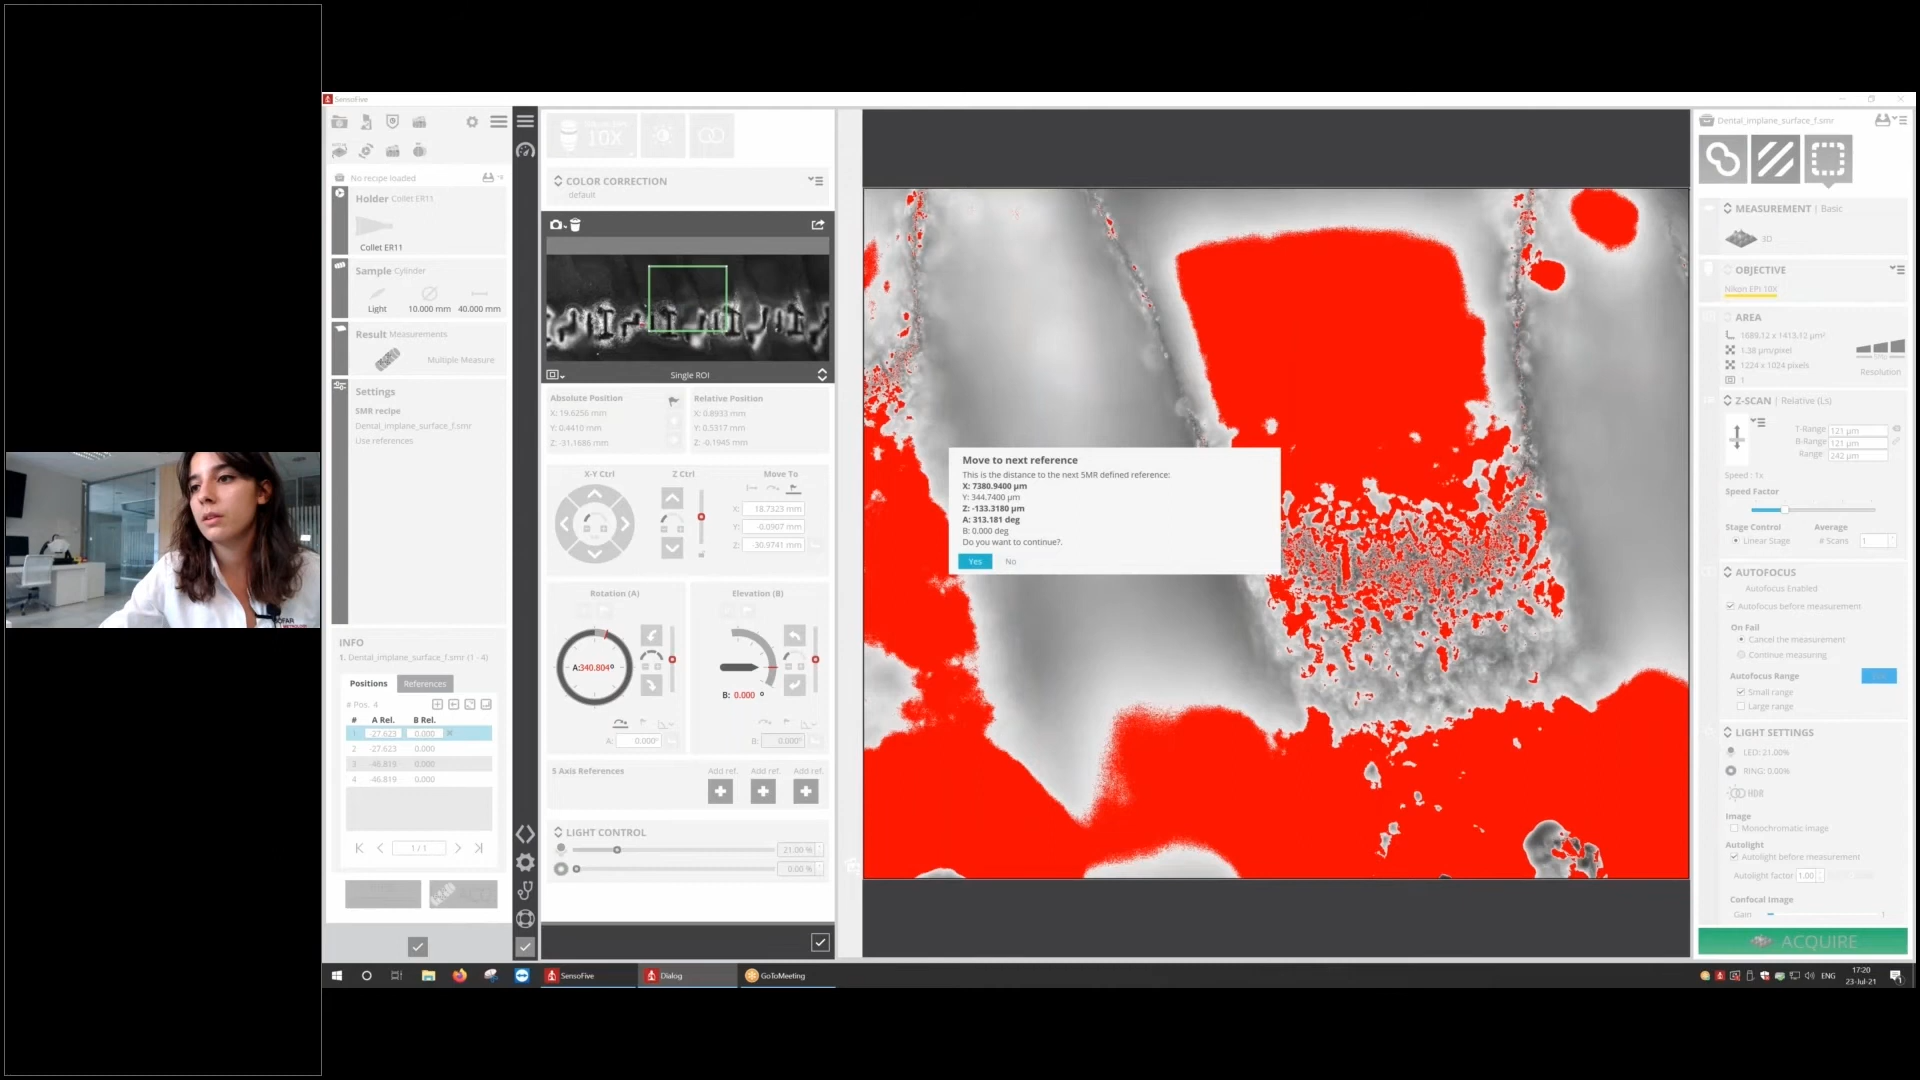 SensoFive
No recipe loaded
Holder Collet ER11
Collet ER11
Sample Cylinder
Light 10.000 mm 40.000 mm
Result Measurements
Multiple Measure
Settings
SMR recipe
Dental_implane_surface_f.smr
Use references
INFO
1. Dental_implane_surface_f.smr (1 - 4)
Positions References
# Pos. 4
# A Rel. B Rel.
1 -27.623 0.000
2 -27.623 0.000
3 -46.819 0.000
4 -46.819 0.000
1 / 1
10X
COLOR CORRECTION
default
Single ROI
Absolute Position
X: 19.6256 mm
Y: 0.4410 mm
Z: -31.1686 mm
Relative Position
X: 0.8933 mm
Y: 0.5317 mm
Z: -0.1945 mm
X-Y Ctrl Z Ctrl Move To
X: 18.7323 mm
Y: -0.0907 mm
Z: -30.9741 mm
Rotation (A)
A:340.804°
A: 0.000°
Elevation (B)
B: 0.000 °
B: 0.000°
5 Axis References Add ref. Add ref. Add ref.
LIGHT CONTROL
21.00 %
0.00 %
Move to next reference
This is the distance to the next SMR defined reference:
X: 7380.9400 µm
Y: 344.7400 µm
Z: -133.3180 µm
A: 313.181 deg
B: 0.000 deg
Do you want to continue?.
Yes No
Dental_implane_surface_f.smr
MEASUREMENT | Basic
3D
OBJECTIVE
Nikon EPI 10X
AREA
1689.12 x 1413.12 µm²
1.38 µm/pixel
1224 x 1024 pixels
1
Resolution
Z-SCAN | Relative (Ls)
T-Range 121 µm
B-Range 121 µm
Range: 242 µm
Speed : 1x
Speed Factor
Stage Control Average
Linear Stage # Scans 1
AUTOFOCUS
Autofocus Enabled
Autofocus before measurement
On Fail
Cancel the measurement
Continue measuring
Autofocus Range
Small range
Large range
LIGHT SETTINGS
LED: 21.00%
RING: 0.00%
HDR
Image
Monochromatic image
Autolight
Autolight before measurement
Autolight factor 1.00
Confocal Image
Gain 1
ACQUIRE
SensoFive Dialog GoToMeeting
ENG
17:20
23-Jul-21